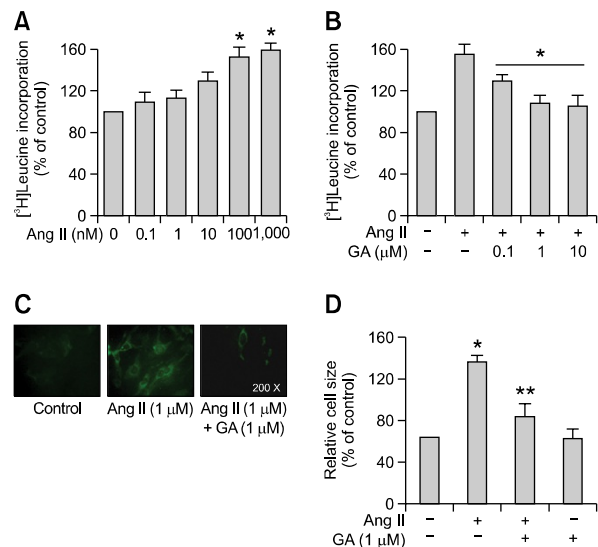 A
[³H]Leucine incorporation
(% of control)
160
120
80
40
0
* *
Ang II (nM) 0 0.1 1 10 1001,000
B
[³H]Leucine incorporation
(% of control)
160
120
80
40
0
*
Ang II – + + + +
GA (μM) – – 0.1 1 10
C
200 X
Control
Ang II (1 μM)
Ang II (1 μM)
+ GA (1 μM)
D
Relative cell size
(% of control)
160
120
80
40
0
*
**
Ang II – + + –
GA (1 μM) – – + +